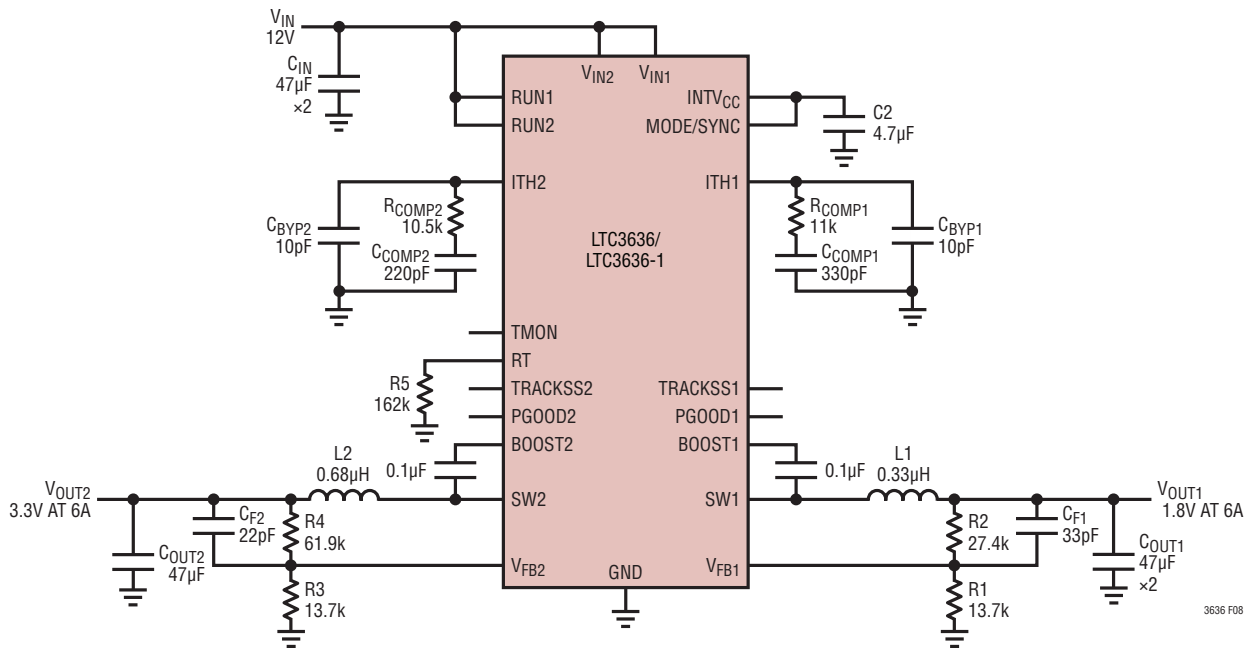 VIN
12V
CIN
47µF
×2
VIN2
VIN1
RUN1
RUN2
INTVCC
MODE/SYNC
C2
4.7µF
ITH2
ITH1
CBYP2
10pF
RCOMP2
10.5k
CCOMP2
220pF
LTC3636/
LTC3636-1
RCOMP1
11k
CCOMP1
330pF
CBYP1
10pF
TMON
RT
R5
162k
TRACKSS2
PGOOD2
BOOST2
TRACKSS1
PGOOD1
BOOST1
L2
0.68µH
0.1µF
SW2
SW1
0.1µF
L1
0.33µH
VOUT2
3.3V AT 6A
VOUT1
1.8V AT 6A
CF2
22pF
R4
61.9k
R2
27.4k
CF1
33pF
COUT2
47µF
COUT1
47µF
×2
VFB2
GND
VFB1
R3
13.7k
R1
13.7k
3636 F08